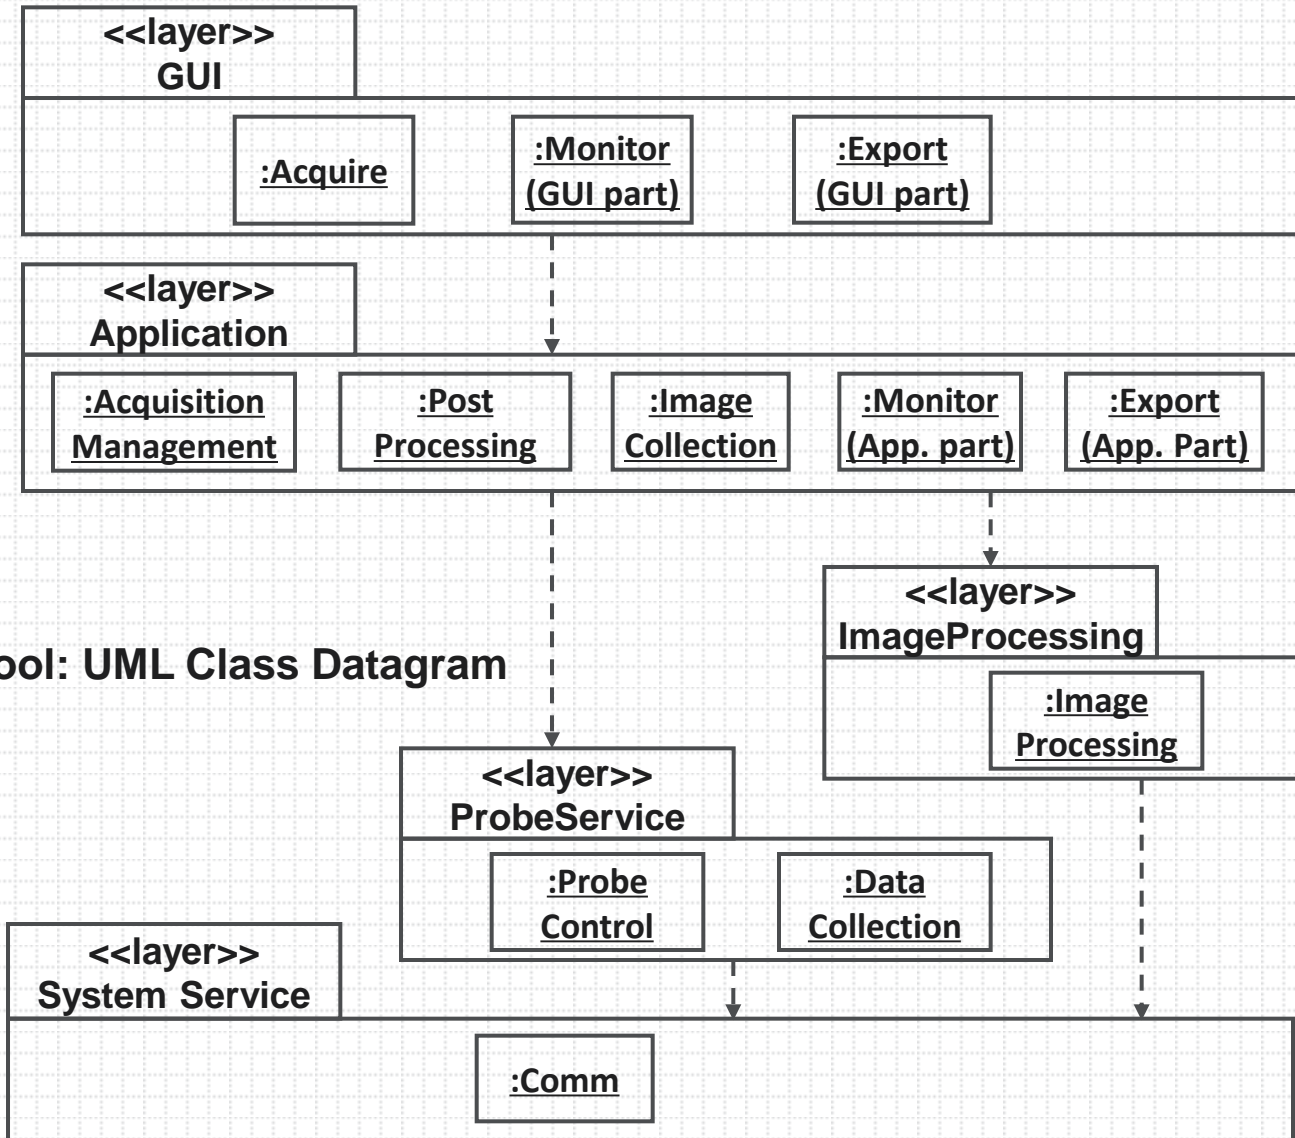 <<layer>>
GUI
:Acquire
:Monitor
(GUI part)
:Export
(GUI part)
<<layer>>
Application
:Acquisition
Management
:Post
Processing
:Image
Collection
:Monitor
(App. part)
:Export
(App. Part)
<<layer>>
ImageProcessing
:Image
Processing
ool: UML Class Datagram
<<layer>>
ProbeService
:Probe
Control
:Data
Collection
<<layer>>
System Service
:Comm